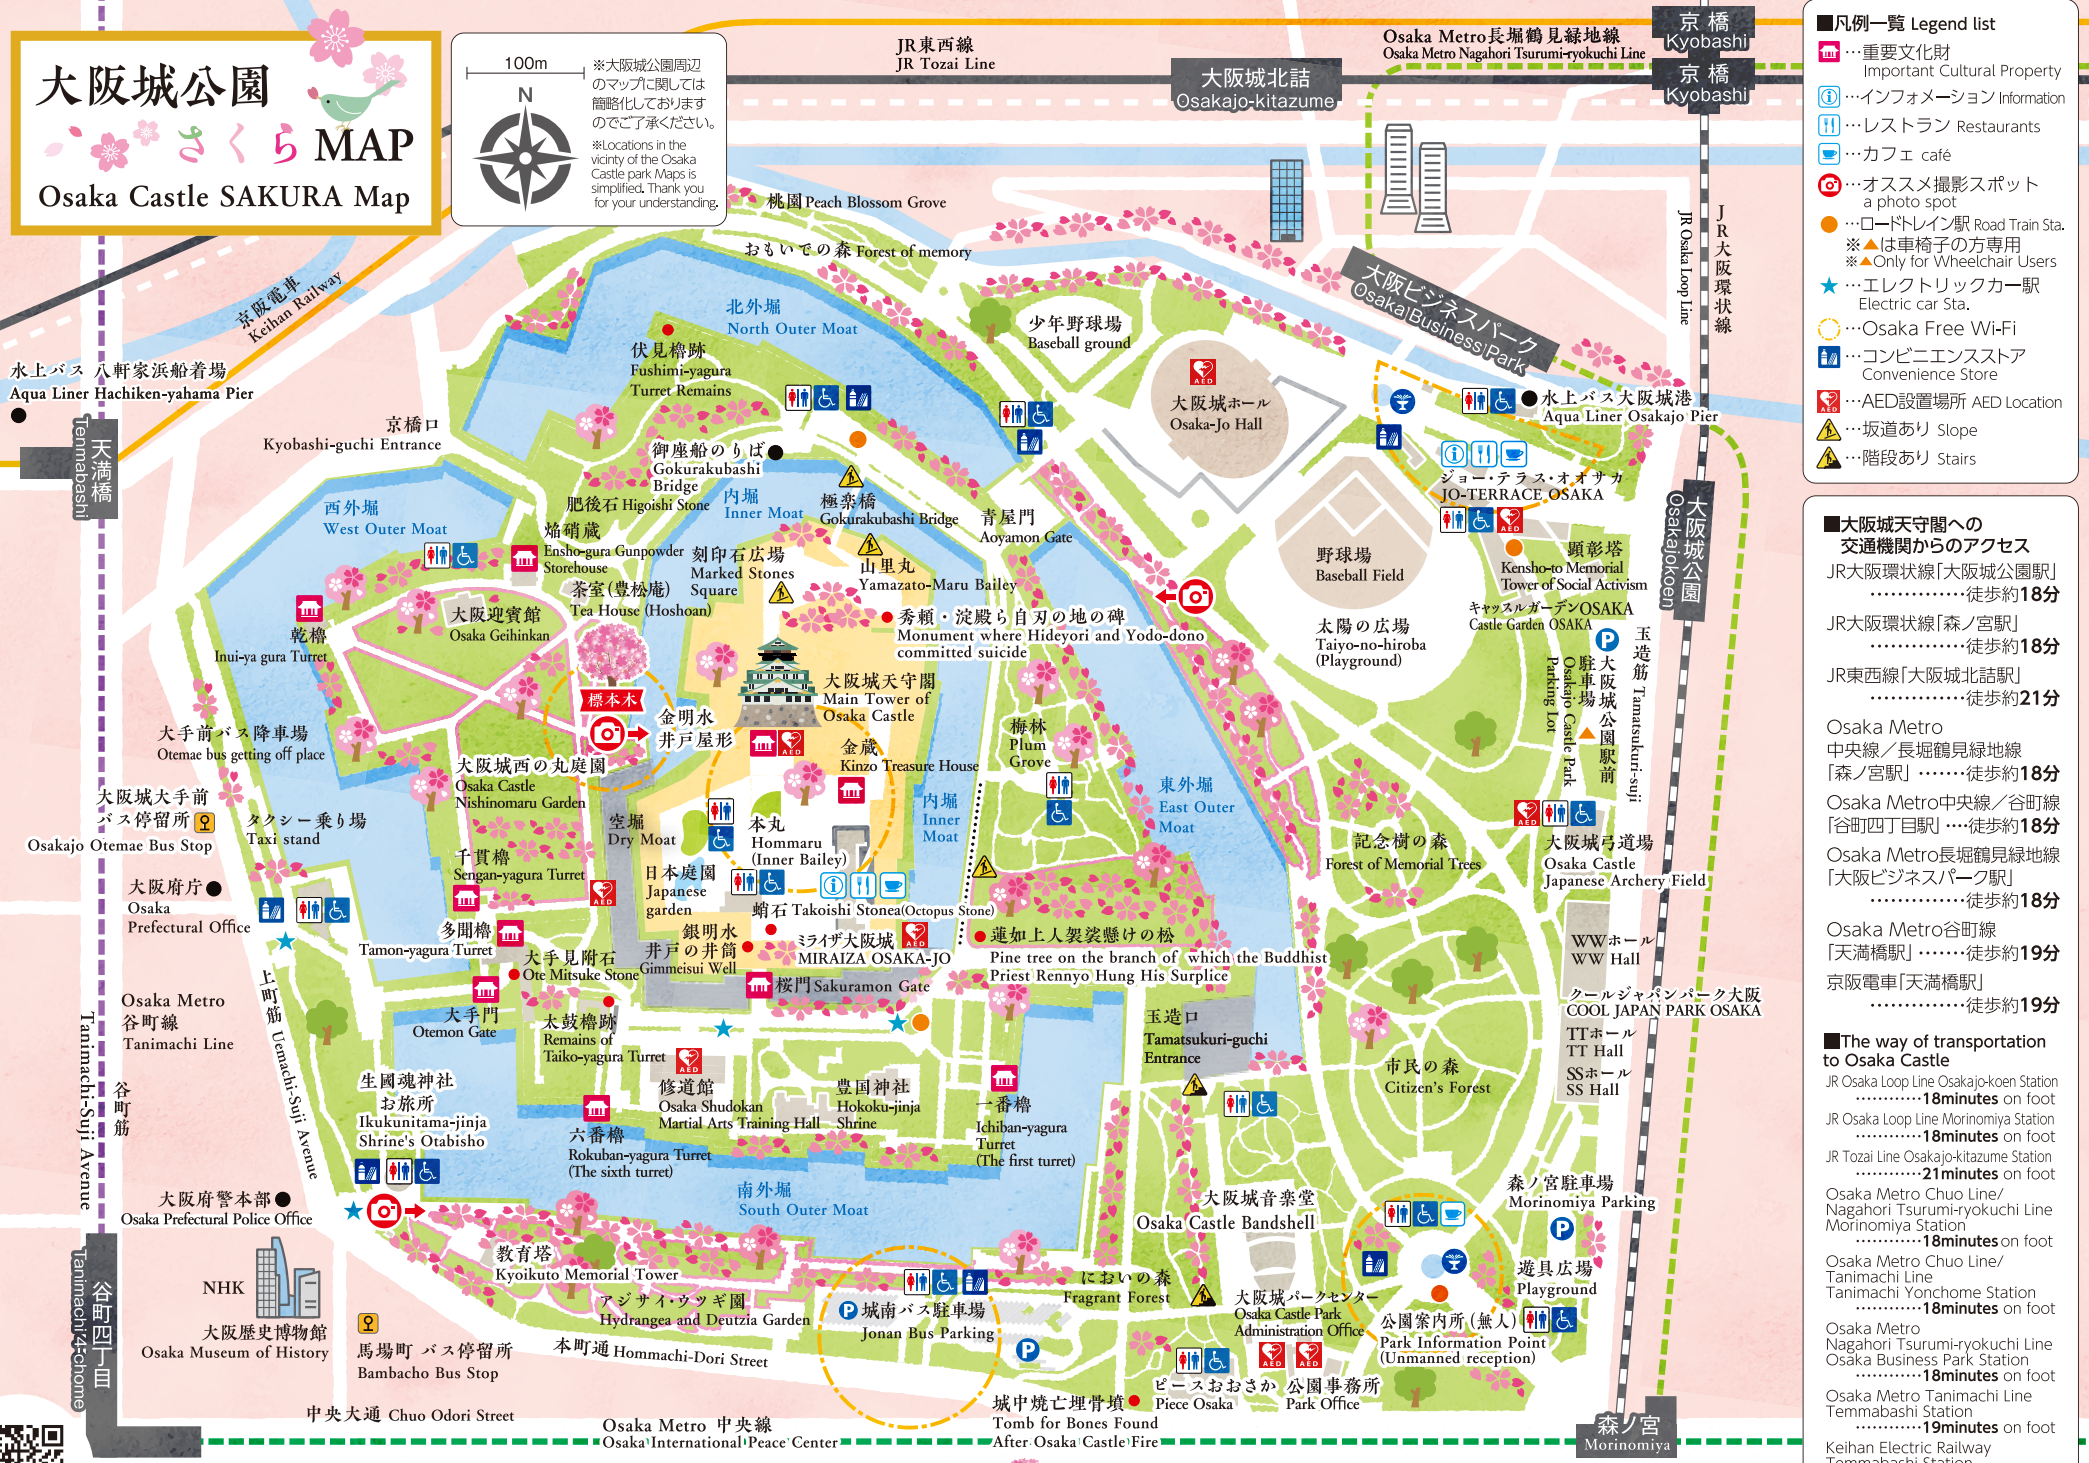 大阪城公園
さくら MAP
Osaka Castle SAKURA Map
100m
N
※大阪城公園周辺
のマップに関しては
簡略化しております
のでご了承ください。
※Locations in the
vicinity of the Osaka
Castle park Maps is
simplified. Thank you
for your understanding.
JR東西線
JR Tozai Line
大阪城北詰
Osakajo-kitazume
Osaka Metro長堀鶴見緑地線
Osaka Metro Nagahori Tsurumi-ryokuchi Line
京橋
Kyobashi
京橋
Kyobashi
JR大阪環状線
JR Osaka Loop Line
京阪電車
Keihan Railway
桃園 Peach Blossom Grove
おもいでの森 Forest of memory
大阪ビジネスパーク
Osaka Business Park
北外堀
North Outer Moat
少年野球場
Baseball ground
伏見櫓跡
Fushimi-yagura
Turret Remains
水上バス 八軒家浜船着場
Aqua Liner Hachiken-yahama Pier
天満橋
Temmabashi
京橋口
Kyobashi-guchi Entrance
AED
大阪城ホール
Osaka-Jo Hall
水上バス大阪城港
Aqua Liner Osakajo Pier
御座船のりば
Gokurakubashi
Bridge
ジョー・テラス・オオサカ
JO-TERRACE OSAKA
AED
西外堀
West Outer Moat
肥後石 Higoishi Stone
内堀
Inner Moat
極楽橋
Gokurakubashi Bridge
青屋門
Aoyamon Gate
焔硝蔵
Ensho-gura Gunpowder
Storehouse
刻印石広場
Marked Stones
Square
山里丸
Yamazato-Maru Bailey
野球場
Baseball Field
顕彰塔
Kensho-to Memorial
Tower of Social Activism
大阪城公園
Osakajokoen
茶室(豊松庵)
Tea House (Hoshoan)
大阪迎賓館
Osaka Geihinkan
乾櫓
Inui-ya gura Turret
秀頼・淀殿ら自刃の地の碑
Monument where Hideyori and Yodo-dono
committed suicide
太陽の広場
Taiyo-no-hiroba
(Playground)
キャッスルガーデンOSAKA
Castle Garden OSAKA
P
大阪城公園駅前
駐車場
Osakajo Castle Park
Parking Lot
玉造筋 Tamatsukuri-suji
標本木
金明水
井戸屋形
大阪城天守閣
Main Tower of
Osaka Castle
AED
金蔵
Kinzo Treasure House
梅林
Plum
Grove
大手前バス降車場
Otemae bus getting off place
大阪城西の丸庭園
Osaka Castle
Nishinomaru Garden
東外堀
East Outer
Moat
大阪城大手前
バス停留所
Osakajo Otemae Bus Stop
タクシー乗り場
Taxi stand
空堀
Dry Moat
本丸
Hommaru
(Inner Bailey)
内堀
Inner
Moat
記念樹の森
Forest of Memorial Trees
AED
大阪城弓道場
Osaka Castle
Japanese Archery Field
千貫櫓
Sengan-yagura Turret
AED
日本庭園
Japanese
garden
大阪府庁
Osaka
Prefectural Office
蛸石 Takoishi Stonea(Octopus Stone)
多聞櫓
Tamon-yagura Turret
銀明水
井戸の井筒
Gimmeisui Well
ミライザ大阪城
MIRAIZA OSAKA-JO
AED
蓮如上人袈裟懸けの松
Pine tree on the branch of which the Buddhist
Priest Rennyo Hung His Surplice
WWホール
WW Hall
大手見附石
Ote Mitsuke Stone
桜門 Sakuramon Gate
クールジャパンパーク大阪
COOL JAPAN PARK OSAKA
上町筋 Uemachi-Suji Avenue
Osaka Metro
谷町線
Tanimachi Line
大手門
Otemon Gate
太鼓櫓跡
Remains of
Taiko-yagura Turret
玉造口
Tamatsukuri-guchi
Entrance
TTホール
TT Hall
SSホール
SS Hall
谷町筋
Tanimachi-Suji Avenue
AED
修道館
Osaka Shudokan
Martial Arts Training Hall
豊国神社
Hokoku-jinja
Shrine
市民の森
Citizen's Forest
生國魂神社
お旅所
Ikukunitama-jinja
Shrine's Otabisho
六番櫓
Rokuban-yagura Turret
(The sixth turret)
一番櫓
Ichiban-yagura
Turret
(The first turret)
南外堀
South Outer Moat
大阪府警本部
Osaka Prefectural Police Office
大阪城音楽堂
Osaka Castle Bandshell
森ノ宮駐車場
Morinomiya Parking
P
NHK
教育塔
Kyoikuto Memorial Tower
アジサイ・ウツギ園
Hydrangea and Deutzia Garden
においの森
Fragrant Forest
遊具広場
Playground
大阪歴史博物館
Osaka Museum of History
馬場町 バス停留所
Bambacho Bus Stop
本町通 Hommachi-Dori Street
P 城南バス駐車場
Jonan Bus Parking
P
大阪城パークセンター
Osaka Castle Park
Administration Office
公園案内所(無人)
Park Information Point
(Unmanned reception)
AED
AED
ピースおおさか
Piece Osaka
公園事務所
Park Office
谷町四丁目
Tanimachi 4-chome
中央大通 Chuo Odori Street
Osaka Metro 中央線
Osaka International Peace Center
城中焼亡埋骨墳
Tomb for Bones Found
After Osaka Castle Fire
森ノ宮
Morinomiya
■凡例一覧 Legend list
…重要文化財
Important Cultural Property
…インフォメーション Information
…レストラン Restaurants
…カフェ café
…オススメ撮影スポット
a photo spot
…ロードトレイン駅 Road Train Sta.
※▲は車椅子の方専用
※▲Only for Wheelchair Users
…エレクトリックカー駅
Electric car Sta.
…Osaka Free Wi-Fi
…コンビニエンスストア
Convenience Store
AED …AED設置場所 AED Location
…坂道あり Slope
…階段あり Stairs
■大阪城天守閣への
交通機関からのアクセス
JR大阪環状線「大阪城公園駅」
…………徒歩約18分
JR大阪環状線「森ノ宮駅」
…………徒歩約18分
JR東西線「大阪城北詰駅」
…………徒歩約21分
Osaka Metro
中央線／長堀鶴見緑地線
「森ノ宮駅」……徒歩約18分
Osaka Metro中央線／谷町線
「谷町四丁目駅」…徒歩約18分
Osaka Metro長堀鶴見緑地線
「大阪ビジネスパーク駅」
…………徒歩約18分
Osaka Metro谷町線
「天満橋駅」……徒歩約19分
京阪電車「天満橋駅」
…………徒歩約19分
■The way of transportation
to Osaka Castle
JR Osaka Loop Line Osakajo-koen Station
…………18minutes on foot
JR Osaka Loop Line Morinomiya Station
…………18minutes on foot
JR Tozai Line Osakajo-kitazume Station
…………21minutes on foot
Osaka Metro Chuo Line/
Nagahori Tsurumi-ryokuchi Line
Morinomiya Station
…………18minutes on foot
Osaka Metro Chuo Line/
Tanimachi Line
Tanimachi Yonchome Station
…………18minutes on foot
Osaka Metro
Nagahori Tsurumi-ryokuchi Line
Osaka Business Park Station
…………18minutes on foot
Osaka Metro Tanimachi Line
Temmabashi Station
…………19minutes on foot
Keihan Electric Railway
Temmabashi Station